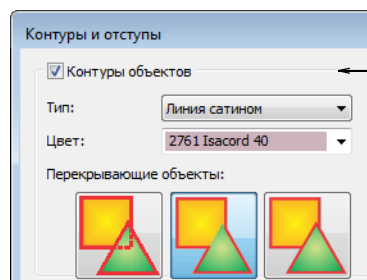 Контуры и отступы
Контуры объектов
Тип: Линия сатином
Цвет: 2761 Isacord 40
Перекрывающие объекты: